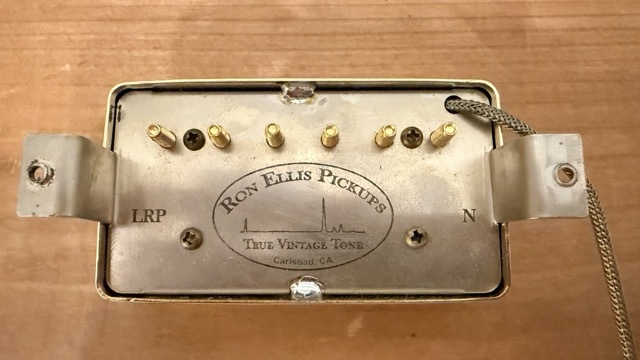 RON ELLIS PICKUPS
LRP
N
TRUE VINTAGE TONE
Carlsbad, CA